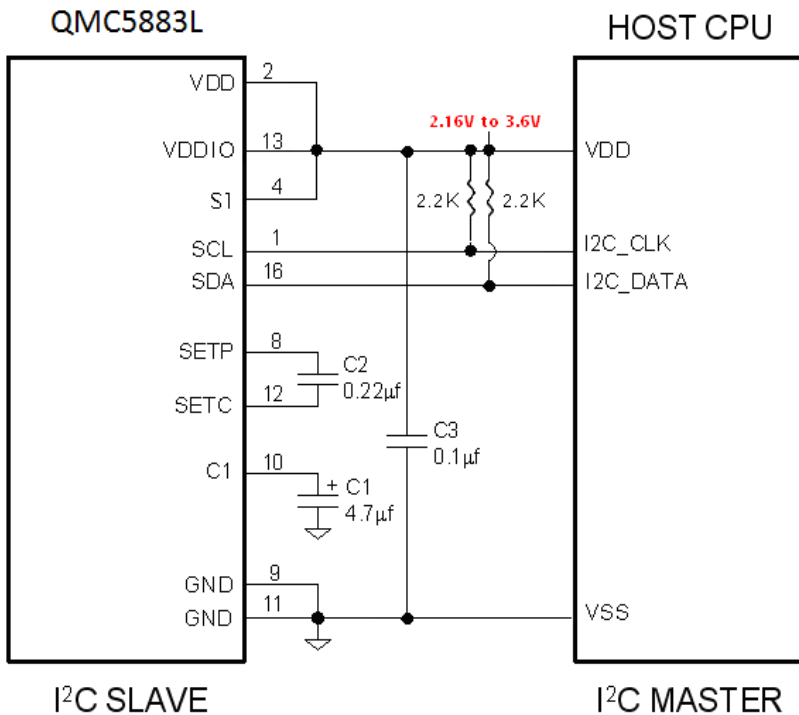 QMC5883L
HOST CPU
VDD
2
2.16V to 3.6V
VDDIO
13
VDD
S1
4
2.2K
2.2K
SCL
1
I2C_CLK
SDA
16
I2C_DATA
SETP
8
C2
0.22µf
SETC
12
C3
0.1µf
C1
10
+ C1
4.7µf
GND
9
GND
11
VSS
I²C SLAVE
I²C MASTER